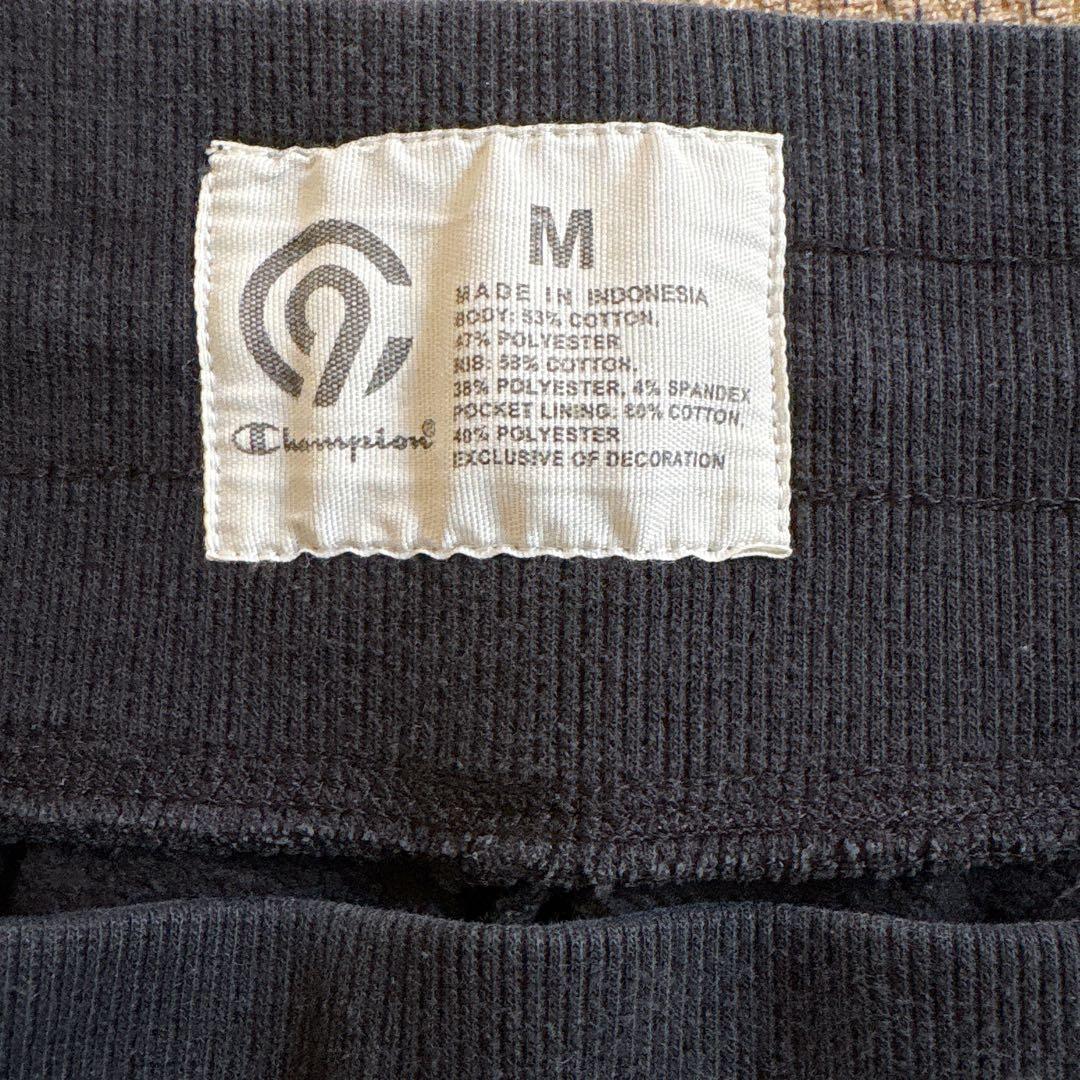 M
MADE IN INDONESIA
BODY: 53% COTTON,
47% POLYESTER
RIB: 58% COTTON,
38% POLYESTER, 4% SPANDEX
POCKET LINING: 60% COTTON,
40% POLYESTER
EXCLUSIVE OF DECORATION
C9
Champion®